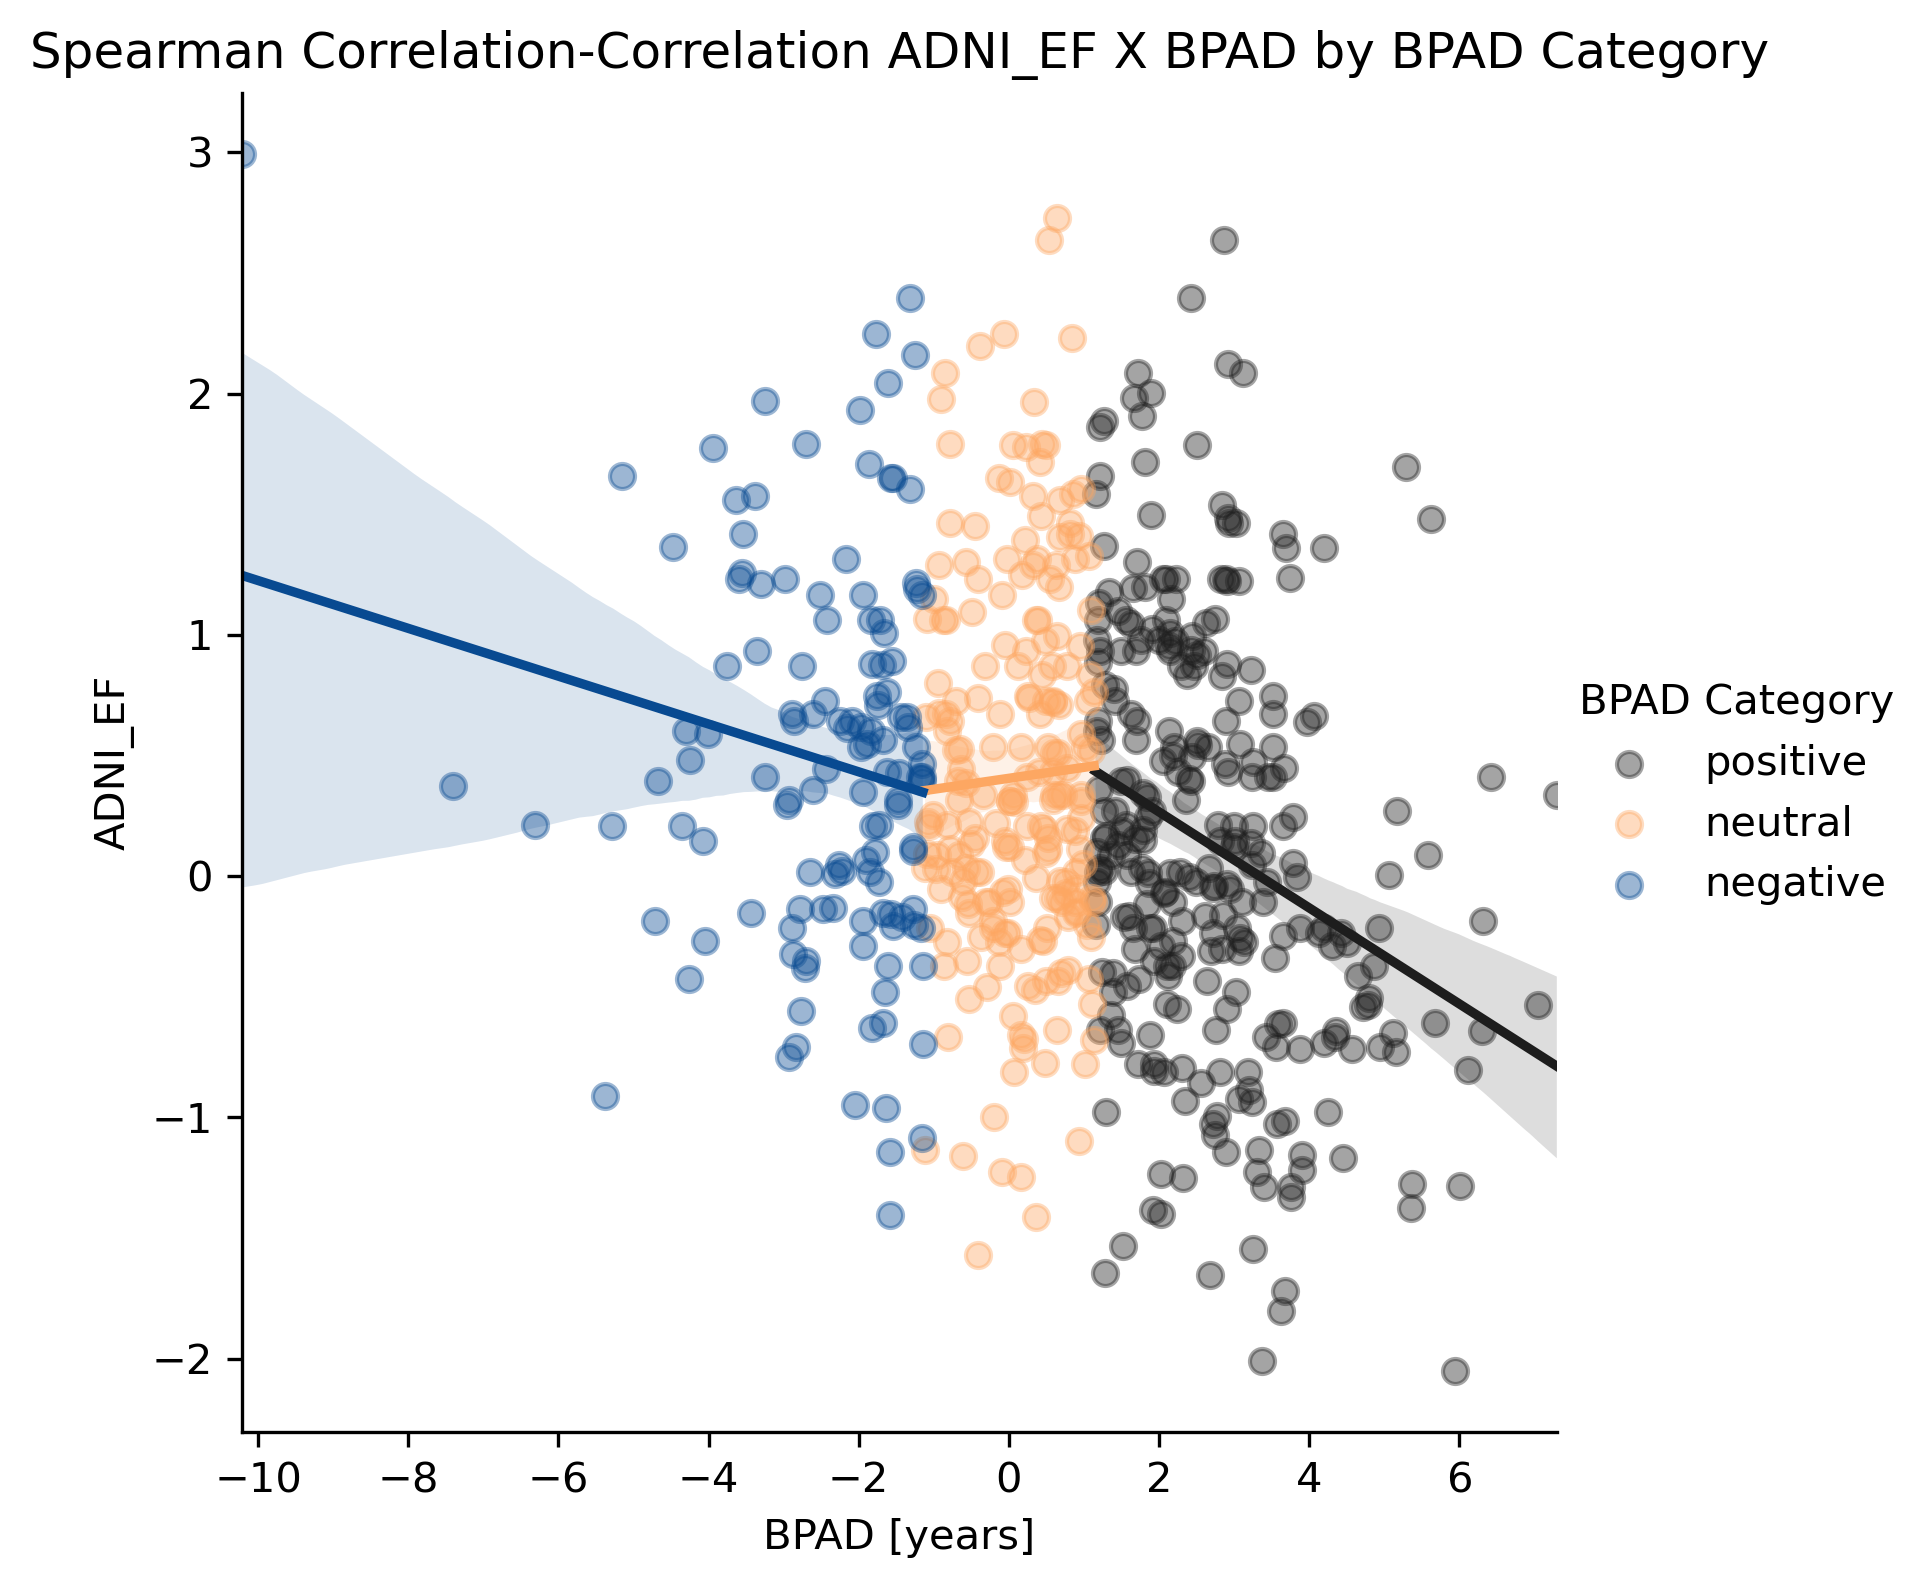 Spearman Correlation-Correlation ADNI_EF X BPAD by BPAD Category
3
2
1
0
−1
−2
ADNI_EF
−10 −8 −6 −4 −2 0 2 4 6
BPAD [years]
BPAD Category
positive
neutral
negative